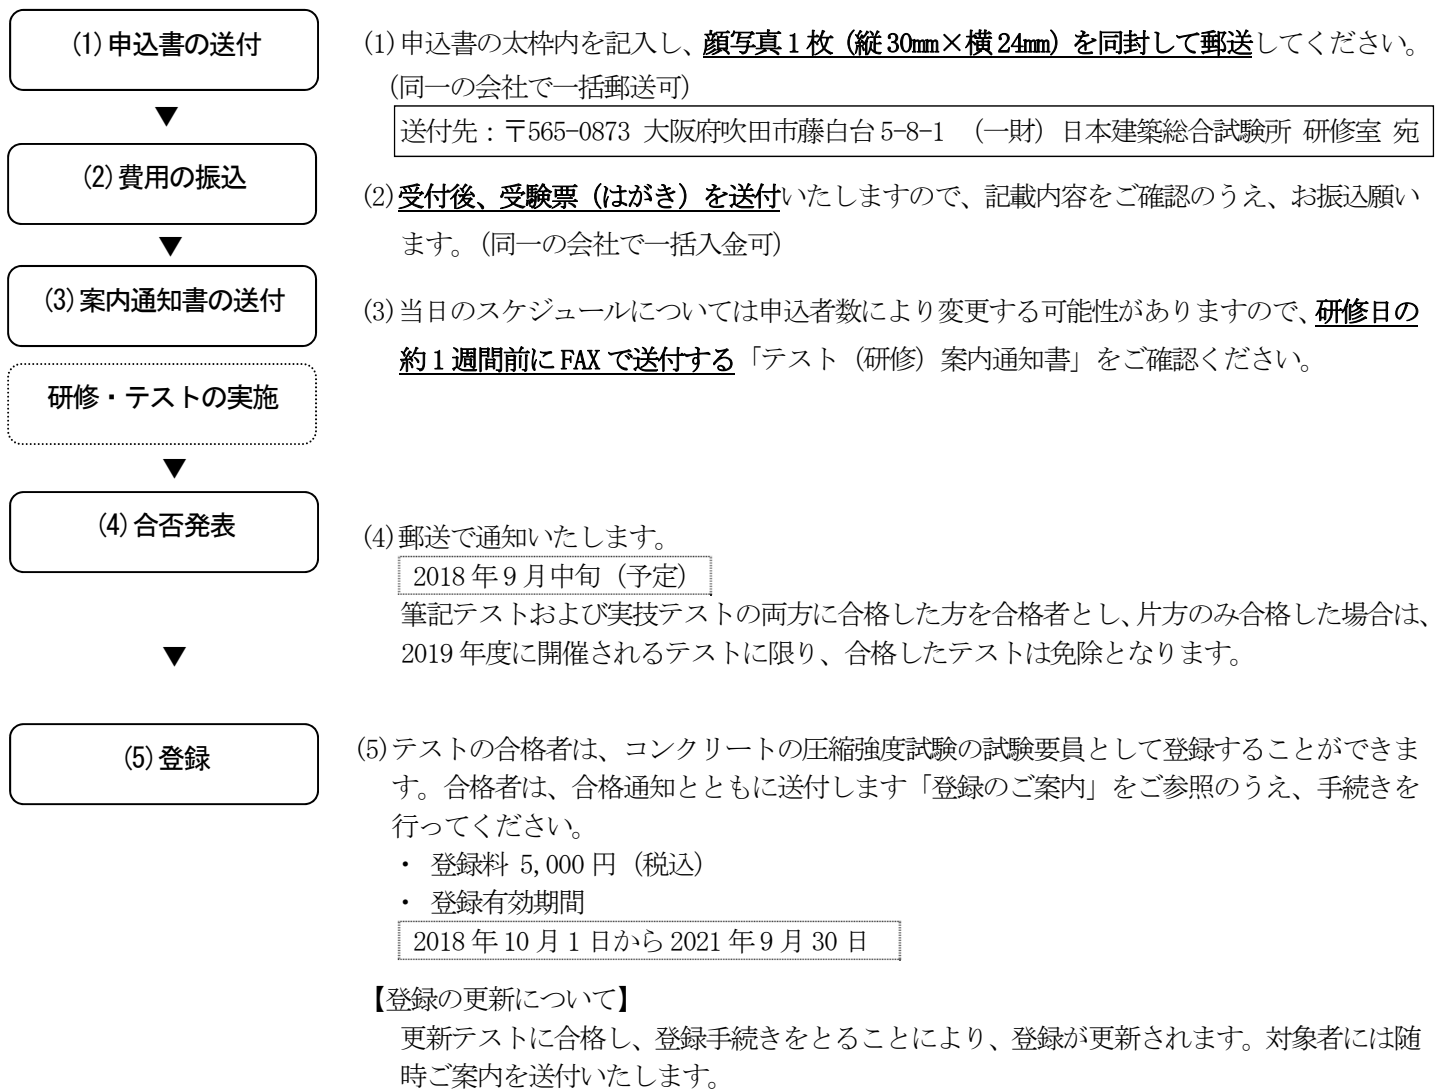 (1)申込書の送付
▼
(2)費用の振込
▼
(3)案内通知書の送付
研修・テストの実施
▼
(4)合否発表
▼
(5)登録
(1)申込書の太枠内を記入し、顔写真1枚（縦30㎜×横24㎜）を同封して郵送してください。
(同一の会社で一括郵送可)
送付先：〒565-0873 大阪府吹田市藤白台5-8-1 （一財）日本建築総合試験所 研修室 宛
(2)受付後、受験票（はがき）を送付いたしますので、記載内容をご確認のうえ、お振込願い
ます。(同一の会社で一括入金可)
(3)当日のスケジュールについては申込者数により変更する可能性がありますので、研修日の
約1週間前にFAXで送付する「テスト（研修）案内通知書」をご確認ください。
(4)郵送で通知いたします。
2018年9月中旬（予定）
筆記テストおよび実技テストの両方に合格した方を合格者とし、片方のみ合格した場合は、
2019年度に開催されるテストに限り、合格したテストは免除となります。
(5)テストの合格者は、コンクリートの圧縮強度試験の試験要員として登録することができま
す。合格者は、合格通知とともに送付します「登録のご案内」をご参照のうえ、手続きを
行ってください。
・ 登録料 5,000円（税込）
・ 登録有効期間
2018年10月1日から2021年9月30日
【登録の更新について】
更新テストに合格し、登録手続きをとることにより、登録が更新されます。対象者には随
時ご案内を送付いたします。